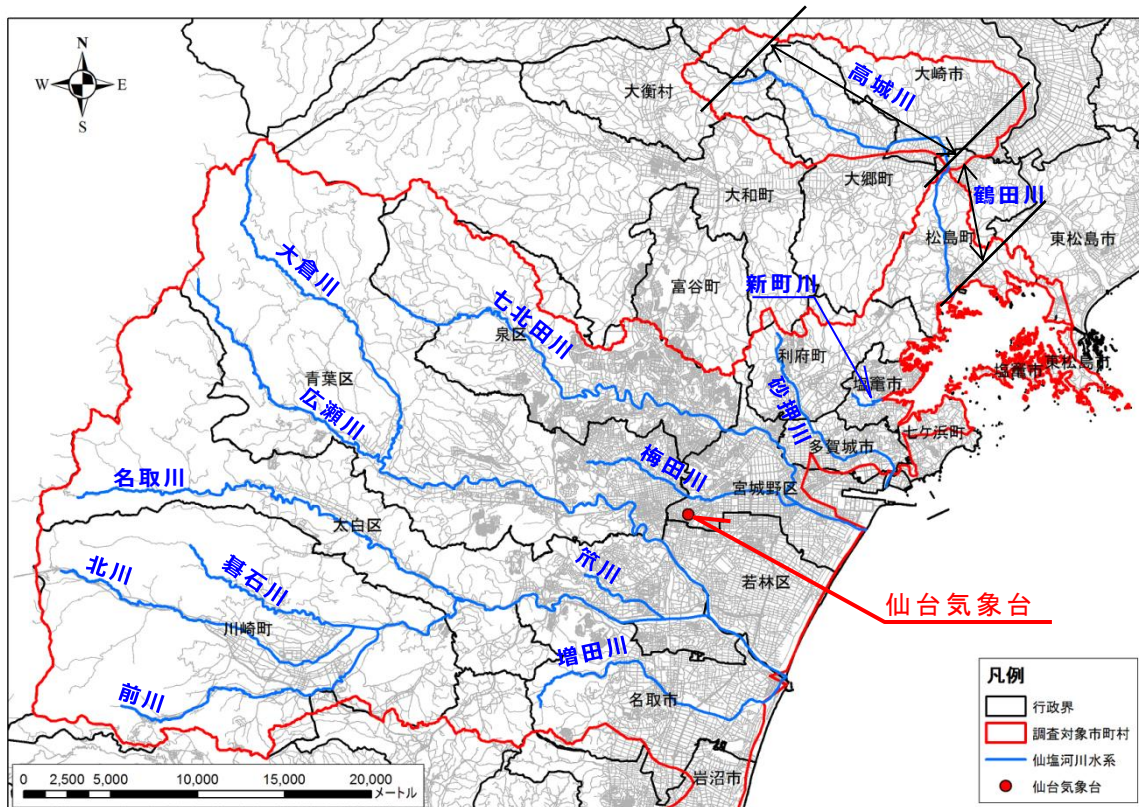 N
W
E
S
大衡村
高城川
大崎市
大和町
大郷町
鶴田川
松島町
東松島市
大倉川
七北田川
富谷町
新町川
泉区
利府町
青葉区
砂押川
塩竈市
塩竈市
東松島市
広瀬川
七ケ浜町
多賀城市
梅田川
名取川
宮城野区
太白区
北川
碁石川
笊川
若林区
仙台気象台
川崎町
増田川
前川
名取市
岩沼市
凡例
行政界
調査対象市町村
仙塩河川水系
仙台気象台
0 2,500 5,000 10,000 15,000 20,000
メートル